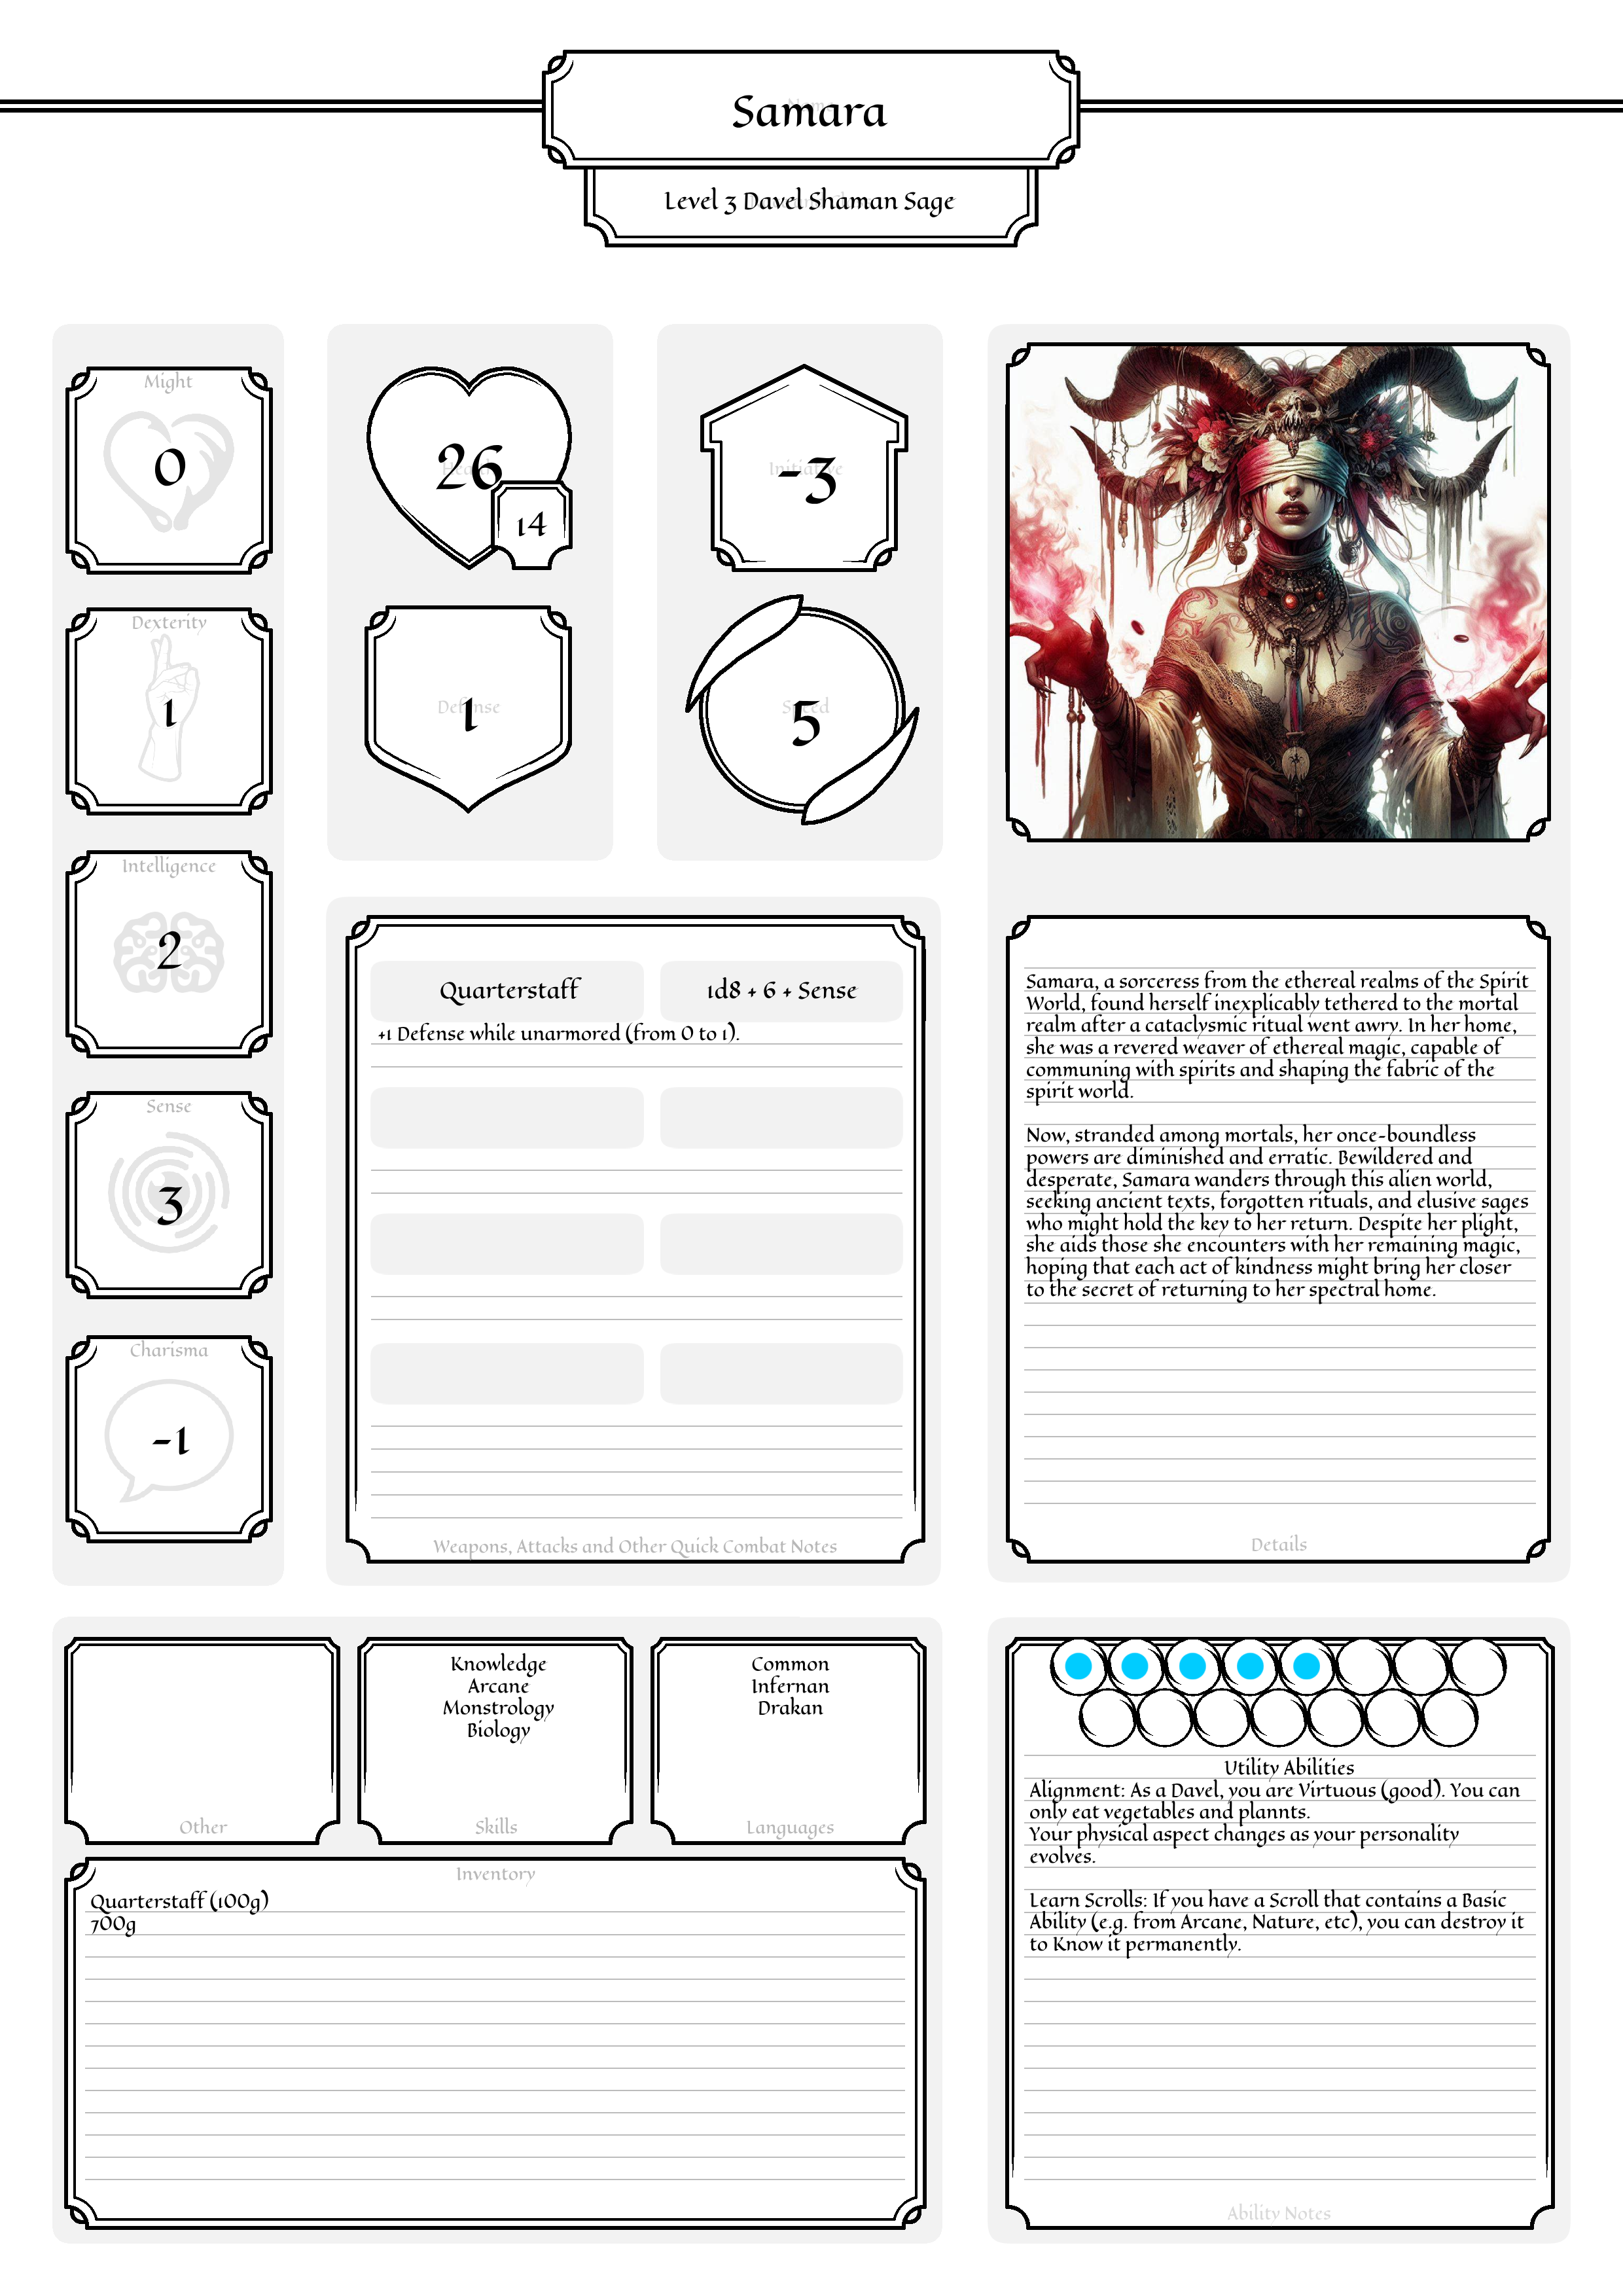 Name
Samara
Level 3 Davel Shaman Sage
Might
0
Dexterity
1
Intelligence
2
Sense
3
Charisma
-1
Health
26
14
Defense
1
Initiative
-3
Speed
5
Quarterstaff
1d8 + 6 + Sense
+1 Defense while unarmored (from 0 to 1).
Weapons, Attacks and Other Quick Combat Notes
Samara, a sorceress from the ethereal realms of the Spirit
World, found herself inexplicably tethered to the mortal
realm after a cataclysmic ritual went awry. In her home,
she was a revered weaver of ethereal magic, capable of
communing with spirits and shaping the fabric of the
spirit world.
Now, stranded among mortals, her once-boundless
powers are diminished and erratic. Bewildered and
desperate, Samara wanders through this alien world,
seeking ancient texts, forgotten rituals, and elusive sages
who might hold the key to her return. Despite her plight,
she aids those she encounters with her remaining magic,
hoping that each act of kindness might bring her closer
to the secret of returning to her spectral home.
Details
Other
Knowledge
Arcane
Monstrology
Biology
Skills
Common
Infernan
Drakan
Languages
Inventory
Quarterstaff (100g)
700g
Utility Abilities
Alignment: As a Davel, you are Virtuous (good). You can
only eat vegetables and plannts.
Your physical aspect changes as your personality
evolves.
Learn Scrolls: If you have a Scroll that contains a Basic
Ability (e.g. from Arcane, Nature, etc), you can destroy it
to Know it permanently.
Ability Notes